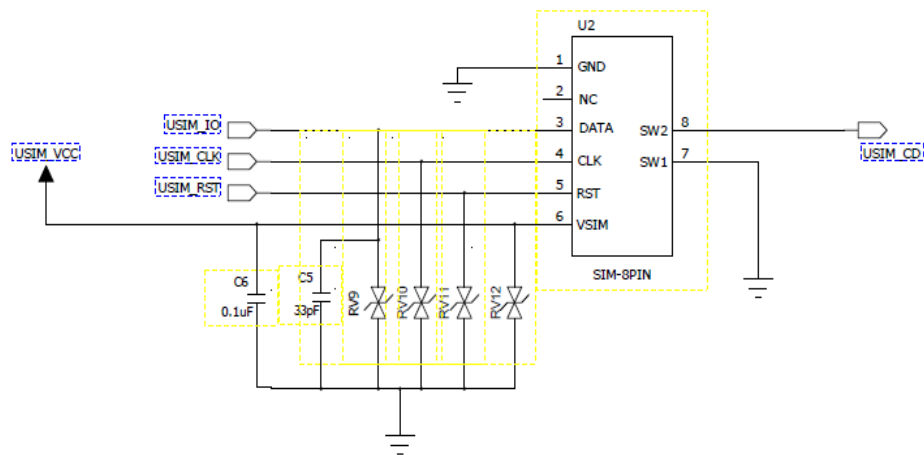 U2
1
GND
2
NC
USIM_IO
3
DATA
SW2
8
USIM_VCC
USIM_CLK
4
CLK
SW1
7
USIM_CD
USIM_RST
5
RST
6
VSIM
SIM-8PIN
C6
0.1uF
C5
33pF
RV9
RV10
RV11
RV12